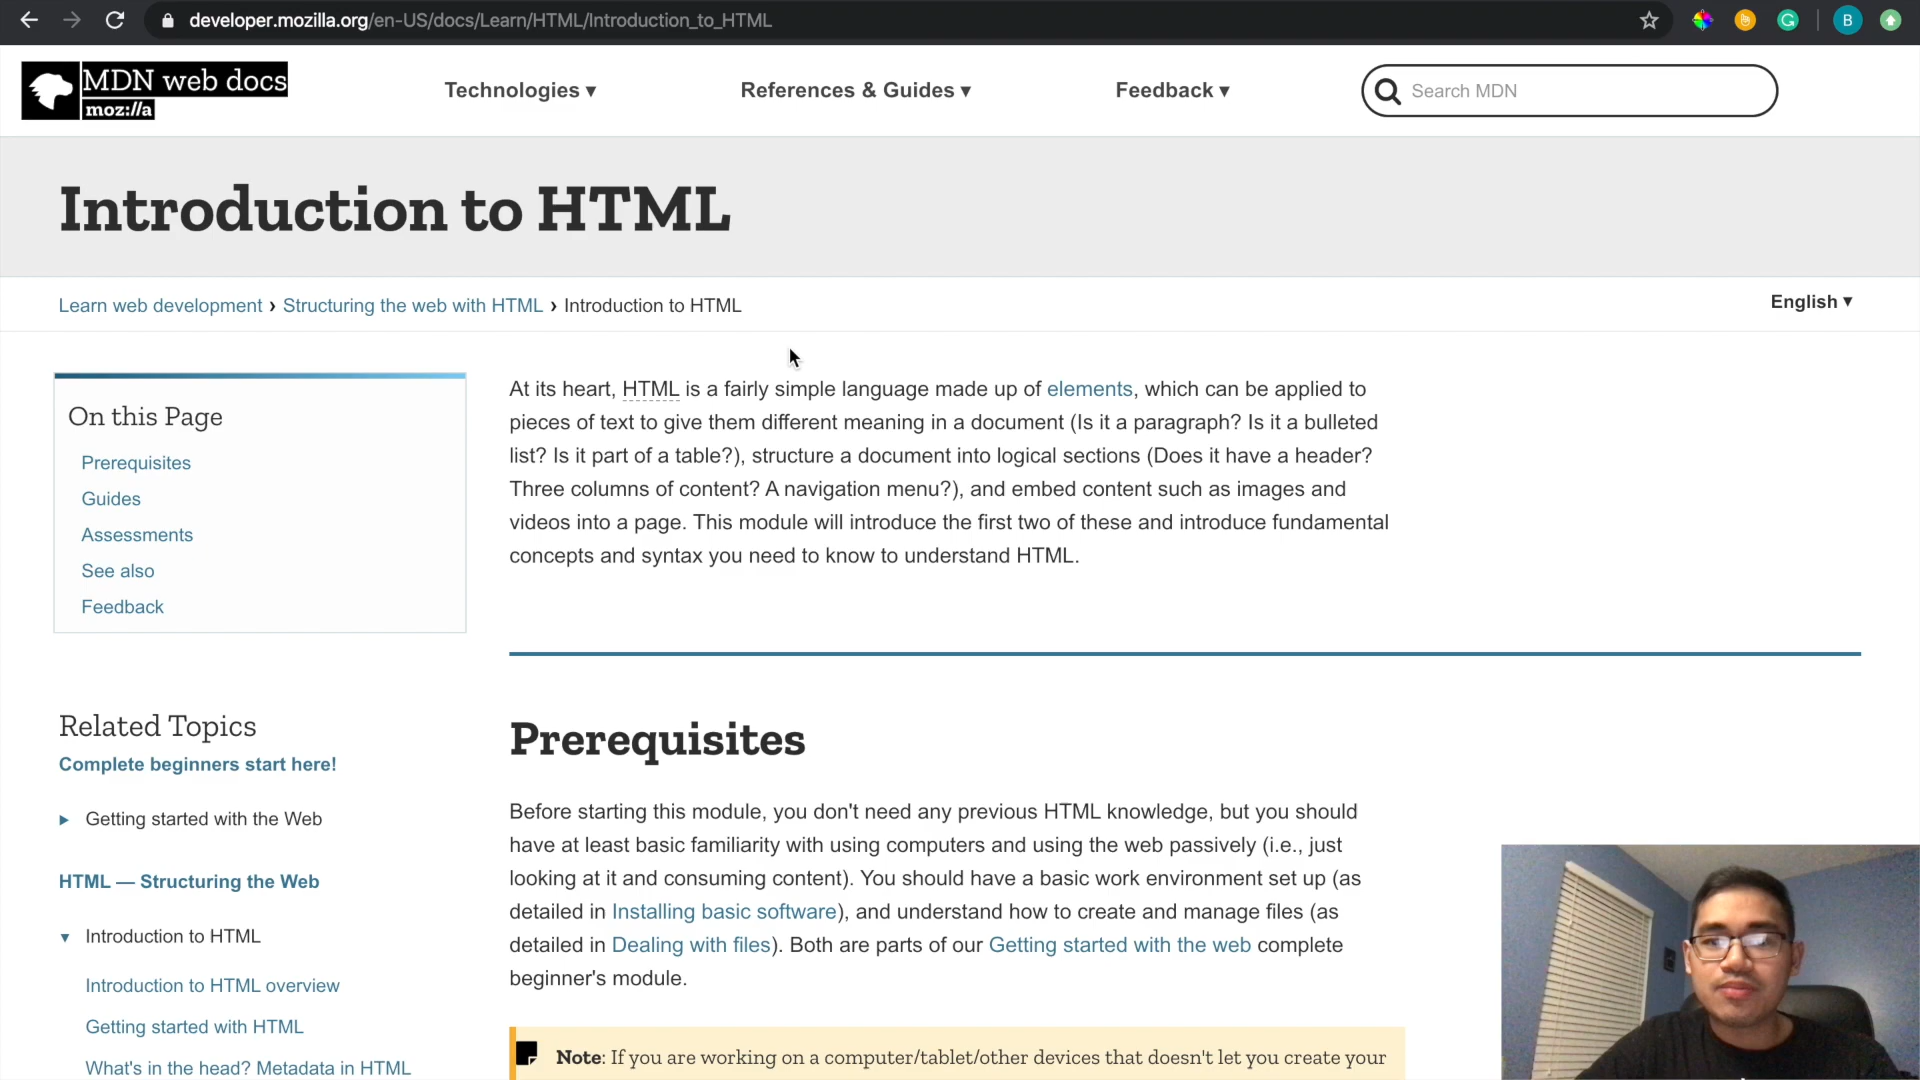 developer.mozilla.org/en-US/docs/Learn/HTML/Introduction_to_HTML
B
MDN web docs
moz://a
Technologies ▾
References & Guides ▾
Feedback ▾
Search MDN
Introduction to HTML
Learn web development › Structuring the web with HTML › Introduction to HTML
English ▾
On this Page
Prerequisites
Guides
Assessments
See also
Feedback
Related Topics
Complete beginners start here!
▸ Getting started with the Web
HTML — Structuring the Web
▾ Introduction to HTML
Introduction to HTML overview
Getting started with HTML
What's in the head? Metadata in HTML
At its heart, HTML is a fairly simple language made up of elements, which can be applied to
pieces of text to give them different meaning in a document (Is it a paragraph? Is it a bulleted
list? Is it part of a table?), structure a document into logical sections (Does it have a header?
Three columns of content? A navigation menu?), and embed content such as images and
videos into a page. This module will introduce the first two of these and introduce fundamental
concepts and syntax you need to know to understand HTML.
Prerequisites
Before starting this module, you don't need any previous HTML knowledge, but you should
have at least basic familiarity with using computers and using the web passively (i.e., just
looking at it and consuming content). You should have a basic work environment set up (as
detailed in Installing basic software), and understand how to create and manage files (as
detailed in Dealing with files). Both are parts of our Getting started with the web complete
beginner's module.
Note: If you are working on a computer/tablet/other devices that doesn't let you create your